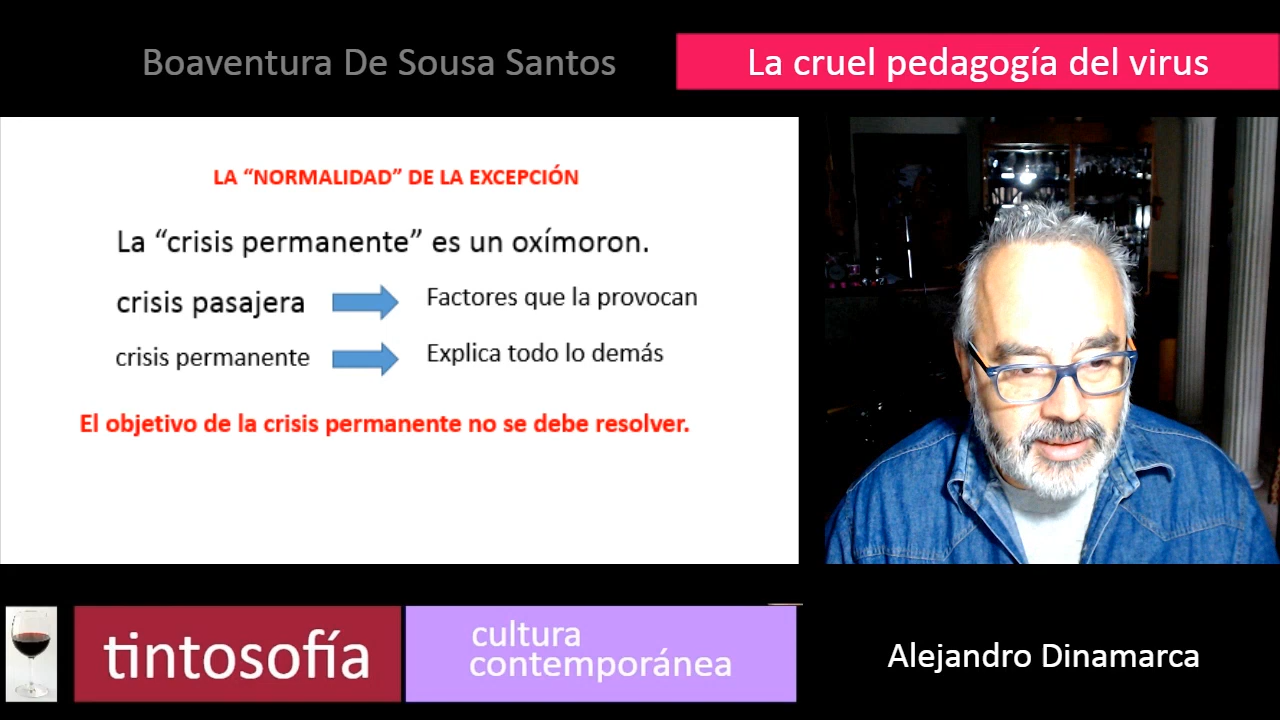 Boaventura De Sousa Santos
La cruel pedagogía del virus
LA “NORMALIDAD” DE LA EXCEPCIÓN
La “crisis permanente” es un oxímoron.
crisis pasajera
Factores que la provocan
crisis permanente
Explica todo lo demás
El objetivo de la crisis permanente no se debe resolver.
tintosofía
cultura
contemporánea
Alejandro Dinamarca